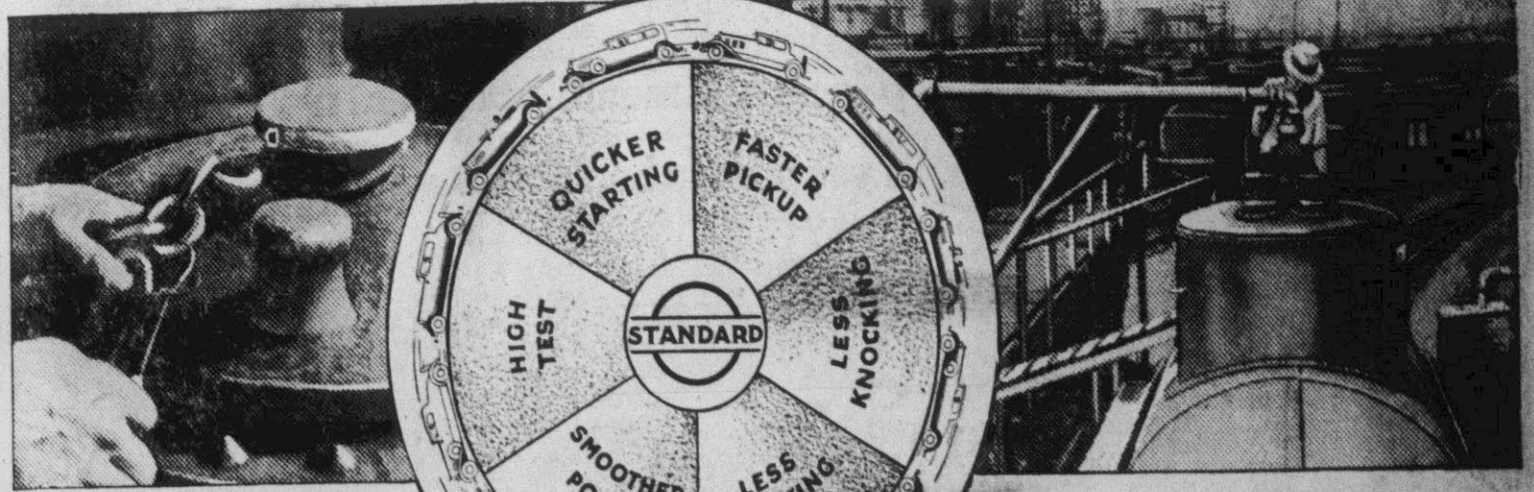 QUICKER
STARTING
FASTER
PICKUP
HIGH
TEST
STANDARD
LESS
KNOCKING
SMOOTHER
LESS